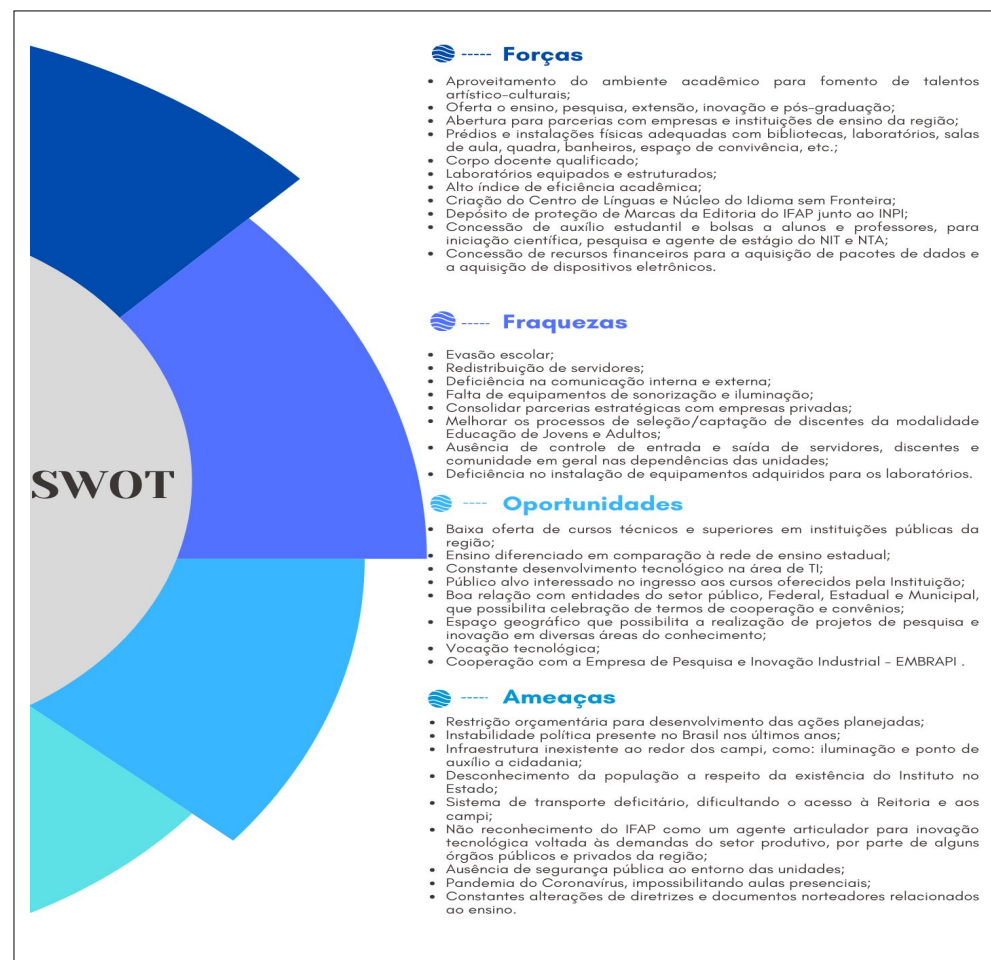 SWOT
Forças
• Aproveitamento do ambiente acadêmico para fomento de talentos
artístico-culturais;
• Oferta o ensino, pesquisa, extensão, inovação e pós-graduação;
• Abertura para parcerias com empresas e instituições de ensino da região;
• Prédios e instalações físicas adequadas com bibliotecas, laboratórios, salas
de aula, quadra, banheiros, espaço de convivência, etc.;
• Corpo docente qualificado;
• Laboratórios equipados e estruturados;
• Alto índice de eficiência acadêmica;
• Criação do Centro de Línguas e Núcleo do Idioma sem Fronteira;
• Depósito de proteção de Marcas da Editoria do IFAP junto ao INPI;
• Concessão de auxílio estudantil e bolsas a alunos e professores, para
iniciação científica, pesquisa e agente de estágio do NIT e NTA;
• Concessão de recursos financeiros para a aquisição de pacotes de dados e
a aquisição de dispositivos eletrônicos.
Fraquezas
• Evasão escolar;
• Redistribuição de servidores;
• Deficiência na comunicação interna e externa;
• Falta de equipamentos de sonorização e iluminação;
• Consolidar parcerias estratégicas com empresas privadas;
• Melhorar os processos de seleção/captação de discentes da modalidade
Educação de Jovens e Adultos;
• Ausência de controle de entrada e saída de servidores, discentes e
comunidade em geral nas dependências das unidades;
• Deficiência no instalação de equipamentos adquiridos para os laboratórios.
Oportunidades
• Baixa oferta de cursos técnicos e superiores em instituições públicas da
região;
• Ensino diferenciado em comparação à rede de ensino estadual;
• Constante desenvolvimento tecnológico na área de TI;
• Público alvo interessado no ingresso aos cursos oferecidos pela Instituição;
• Boa relação com entidades do setor público, Federal, Estadual e Municipal,
que possibilita celebração de termos de cooperação e convênios;
• Espaço geográfico que possibilita a realização de projetos de pesquisa e
inovação em diversas áreas do conhecimento;
• Vocação tecnológica;
• Cooperação com a Empresa de Pesquisa e Inovação Industrial - EMBRAPI .
Ameaças
• Restrição orçamentária para desenvolvimento das ações planejadas;
• Instabilidade política presente no Brasil nos últimos anos;
• Infraestrutura inexistente ao redor dos campi, como: iluminação e ponto de
auxílio a cidadania;
• Desconhecimento da população a respeito da existência do Instituto no
Estado;
• Sistema de transporte deficitário, dificultando o acesso à Reitoria e aos
campi;
• Não reconhecimento do IFAP como um agente articulador para inovação
tecnológica voltada às demandas do setor produtivo, por parte de alguns
órgãos públicos e privados da região;
• Ausência de segurança pública ao entorno das unidades;
• Pandemia do Coronavírus, impossibilitando aulas presenciais;
• Constantes alterações de diretrizes e documentos norteadores relacionados
ao ensino.